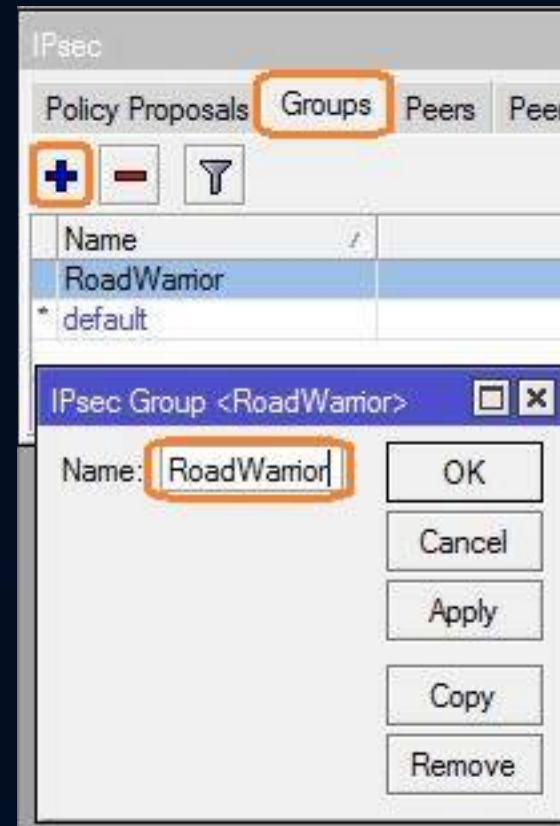 IPsec
Policy Proposals Groups Peers Peer
Name
RoadWarrior
* default
IPsec Group <RoadWarrior>
Name: RoadWarrior
OK
Cancel
Apply
Copy
Remove